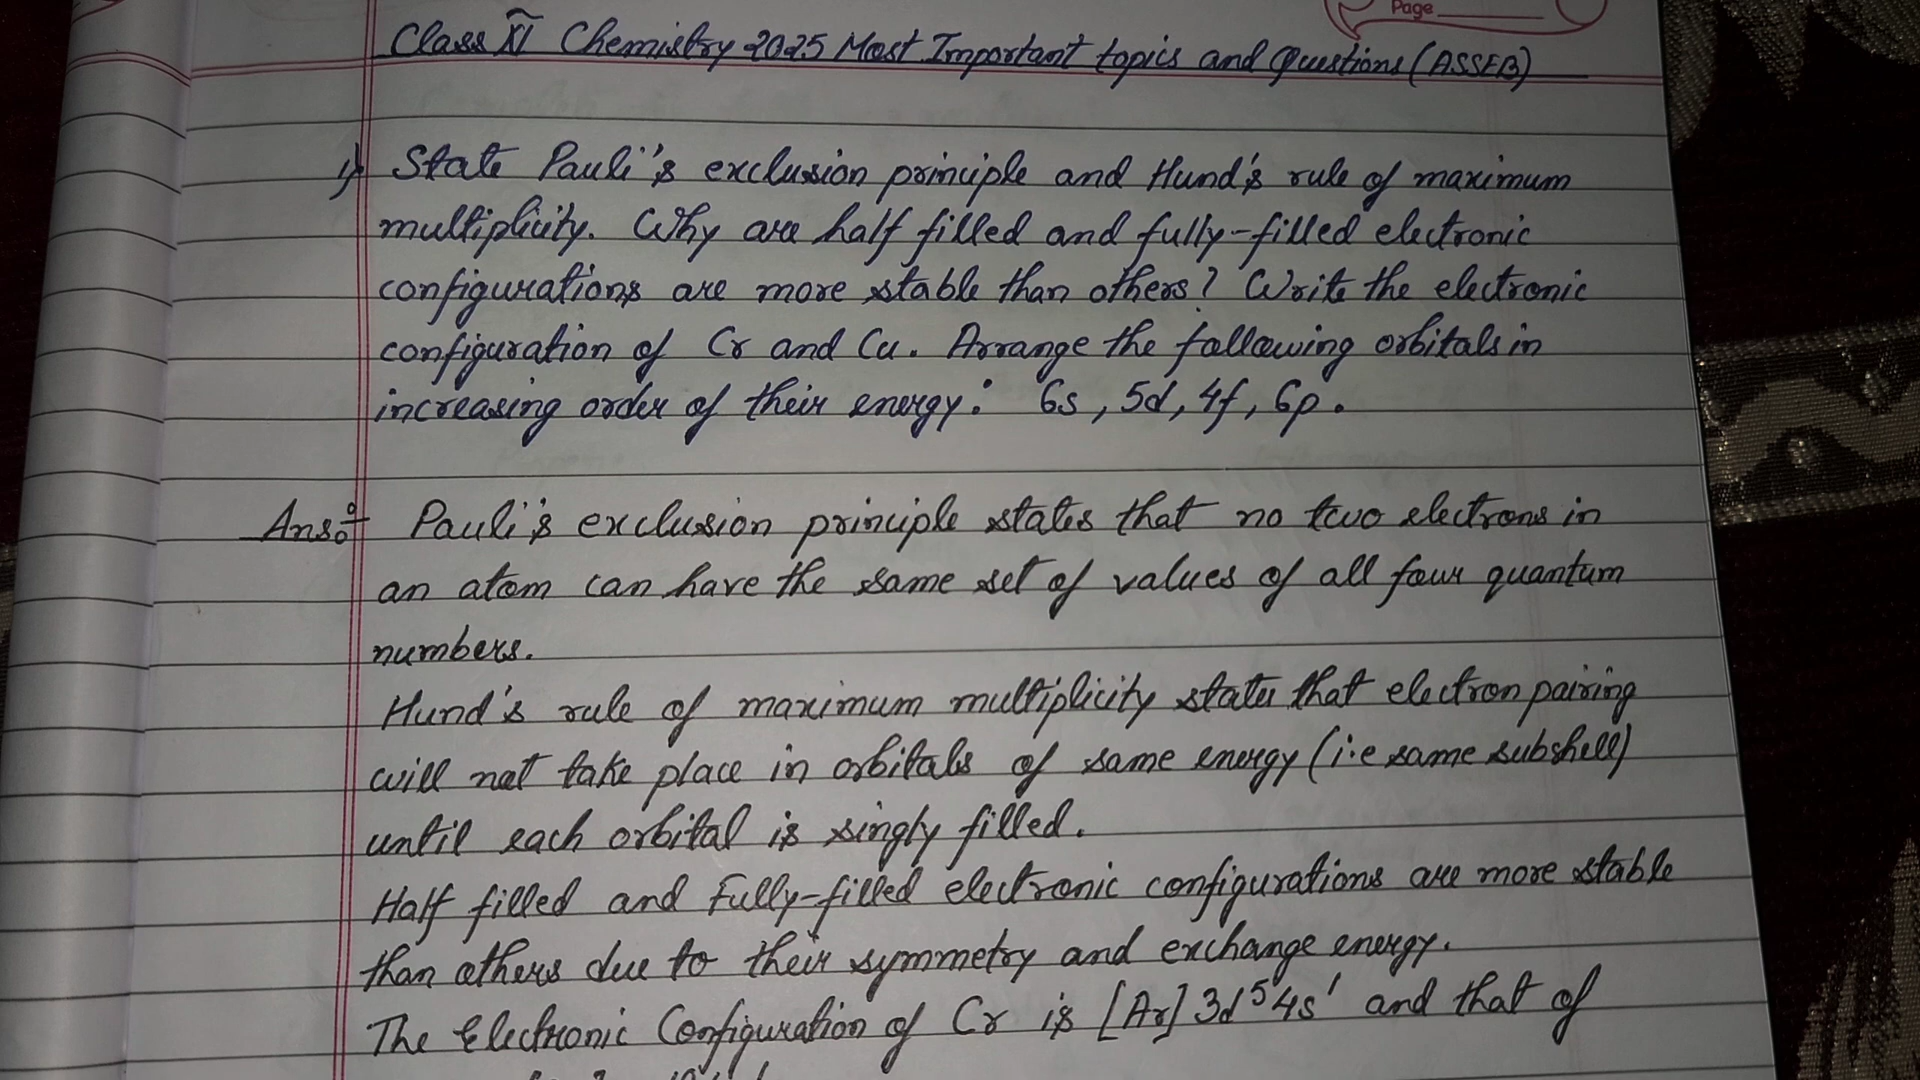 Page
Class XI Chemistry 2025 Most Important topics and Questions (ASSEB)
1) State Pauli's exclusion principle and Hund's rule of maximum
multiplicity. Why are half filled and fully-filled electronic
configurations are more stable than others? Write the electronic
configuration of Cr and Cu. Arrange the following orbitals in
increasing order of their energy: 6s, 5d, 4f, 6p.
Ans:- Pauli's exclusion principle states that no two electrons in
an atom can have the same set of values of all four quantum
numbers.
Hund's rule of maximum multiplicity states that electron pairing
will not take place in orbitals of same energy (i.e same subshell)
until each orbital is singly filled.
Half filled and Fully-filled electronic configurations are more stable
than others due to their symmetry and exchange energy.
The Electronic Configuration of Cr is [Ar] 3d⁵4s¹ and that of